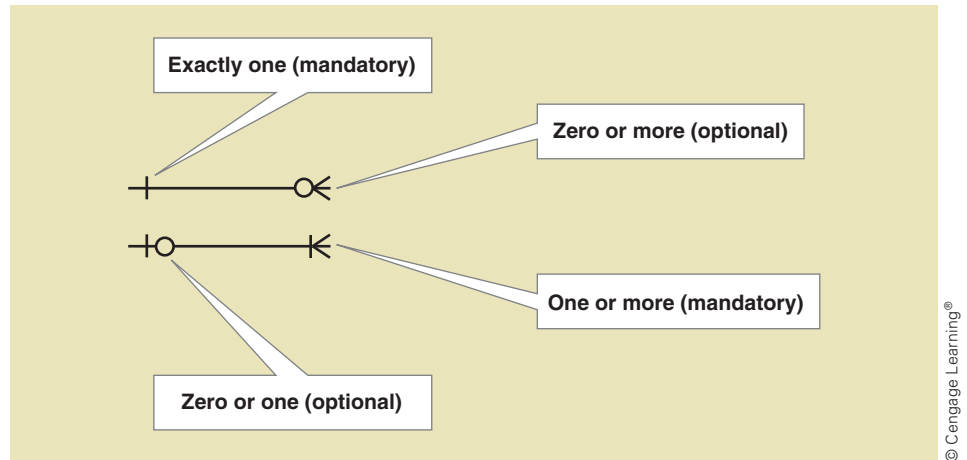 Exactly one (mandatory)
Zero or more (optional)
One or more (mandatory)
Zero or one (optional)
© Cengage Learning®